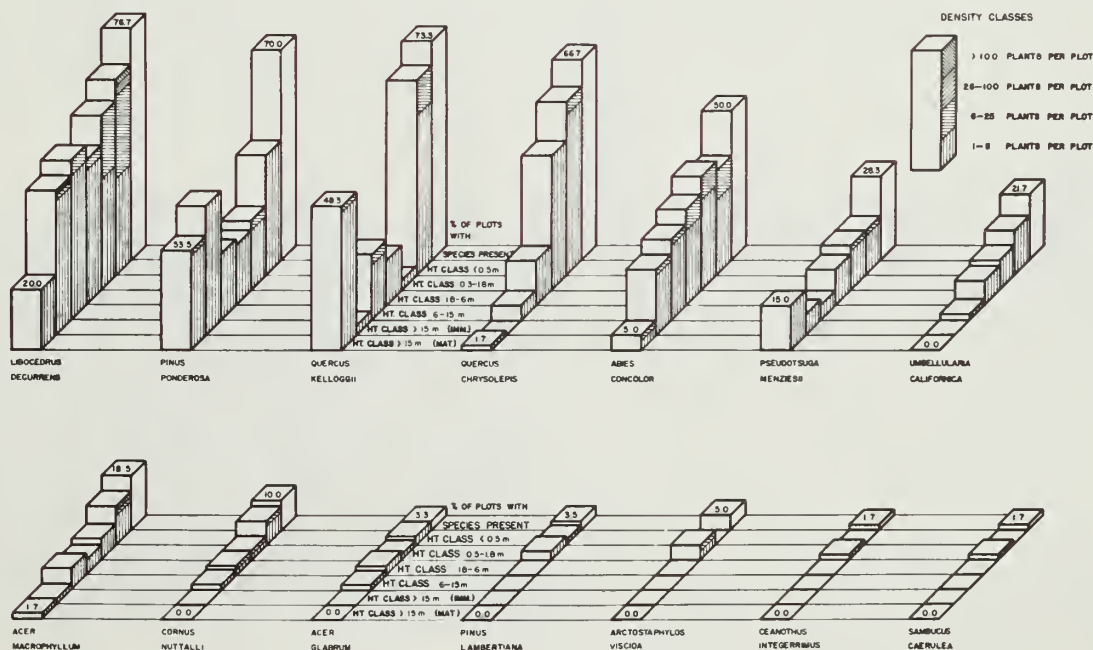 DENSITY CLASSES
> 100 PLANTS PER PLOT
26-100 PLANTS PER PLOT
6-25 PLANTS PER PLOT
1-5 PLANTS PER PLOT
76.7
70.0
73.3
66.7
50.0
28.3
21.7
20.0
53.5
48.3
1.7
5.0
15.0
0.0
% OF PLOTS
WITH
SPECIES PRESENT
HT CLASS < 0.5m
HT CLASS 0.5-1.8m
HT CLASS 1.8-6m
HT. CLASS 6-15m
HT CLASS > 15m (IMM.)
HT CLASS > 15m (MAT)
LIBOCEDRUS
DECURRENS
PINUS
PONDEROSA
QUERCUS
KELLOGGII
QUERCUS
CHRYSOLEPIS
ABIES
CONCOLOR
PSEUDOTSUGA
MENZIESII
UMBELLULARIA
CALIFORNICA
18.5
10.0
3.3
3.5
5.0
1.7
1.7
% OF PLOTS WITH
SPECIES PRESENT
HT CLASS < 0.5m
HT CLASS 0.5-1.8m
HT CLASS 1.8-6m
HT CLASS 6-15m
HT CLASS > 15m (IMM.)
HT CLASS > 15m (MAT)
1.7
0.0
0.0
0.0
0.0
0.0
0.0
ACER
MACROPHYLLUM
CORNUS
NUTTALLI
ACER
GLABRUM
PINUS
LAMBERTIANA
ARCTOSTAPHYLOS
VISCIDA
CEANOTHUS
INTEGERRIMUS
SAMBUCUS
CAERULEA